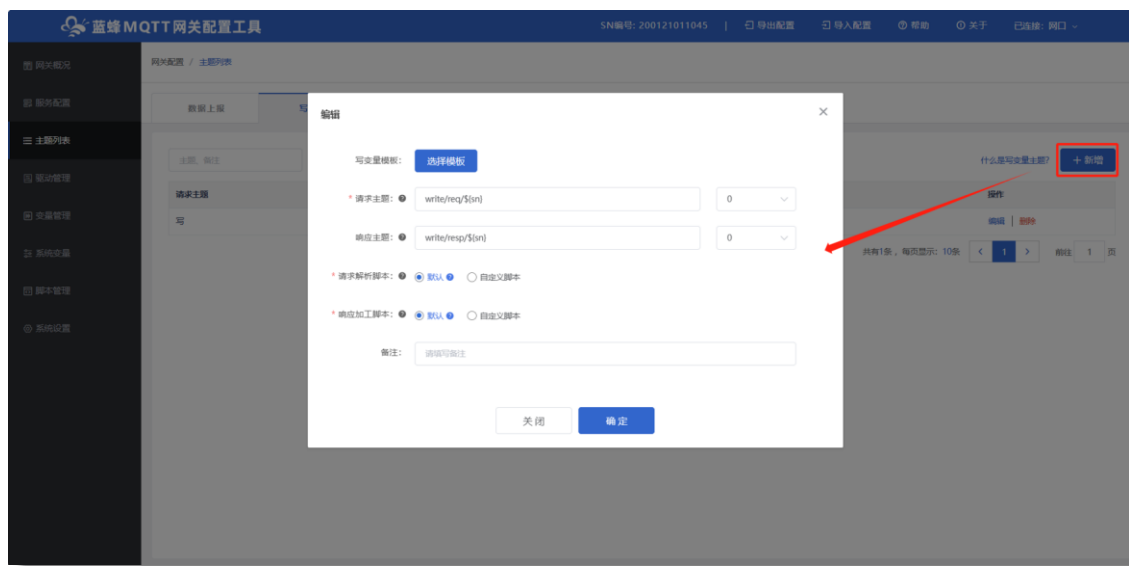 蓝蜂MQTT网关配置工具 SN编号: 200121011045 | 导出配置 导入配置 帮助 关于 已连接: 网口
网关概况
网关配置 / 主题列表
服务配置
数据上报 写
主题列表
编辑
主题、备注
写变量模板: 选择模板
什么是写变量主题? + 新增
驱动管理
请求主题 操作
* 请求主题: write/req/${sn} 0
变量管理
写 编辑 | 删除
响应主题: write/resp/${sn} 0
系统变量
共有1条, 每页显示: 10条 < 1 > 前往 1 页
* 请求解析脚本: 默认 自定义脚本
脚本管理
* 响应加工脚本: 默认 自定义脚本
系统设置
备注: 请填写备注
关闭 确定